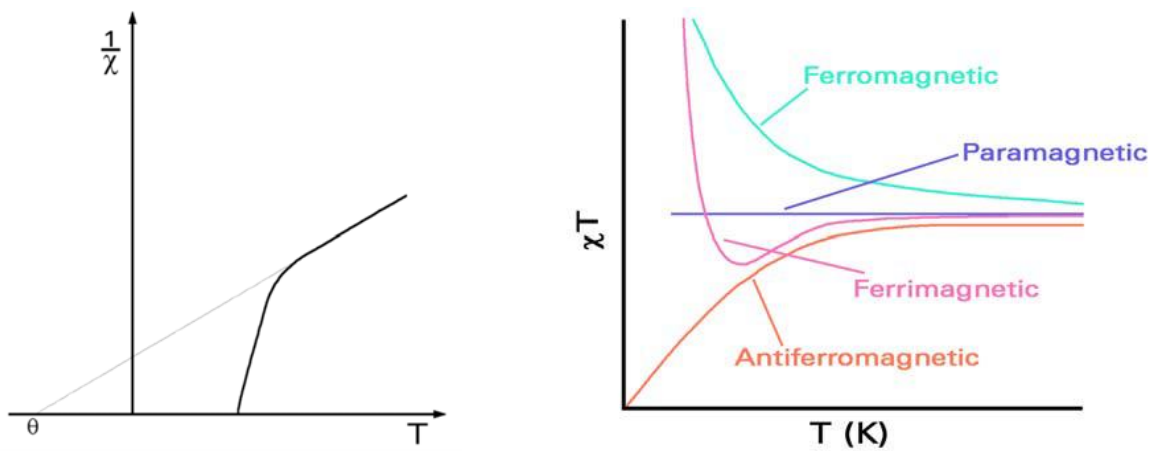 1
χ
θ
T
χT
Ferromagnetic
Paramagnetic
Ferrimagnetic
Antiferromagnetic
T (K)